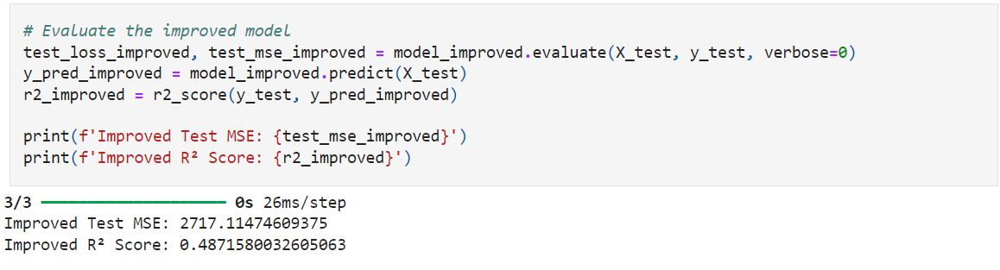 # Evaluate the improved model
test_loss_improved, test_mse_improved = model_improved.evaluate(X_test, y_test, verbose=0)
y_pred_improved = model_improved.predict(X_test)
r2_improved = r2_score(y_test, y_pred_improved)
print(f'Improved Test MSE: {test_mse_improved}')
print(f'Improved R² Score: {r2_improved}')
3/3 ━━━━━━━━━━━━━━━━━━━━ 0s 26ms/step
Improved Test MSE: 2717.11474609375
Improved R² Score: 0.4871580032605063